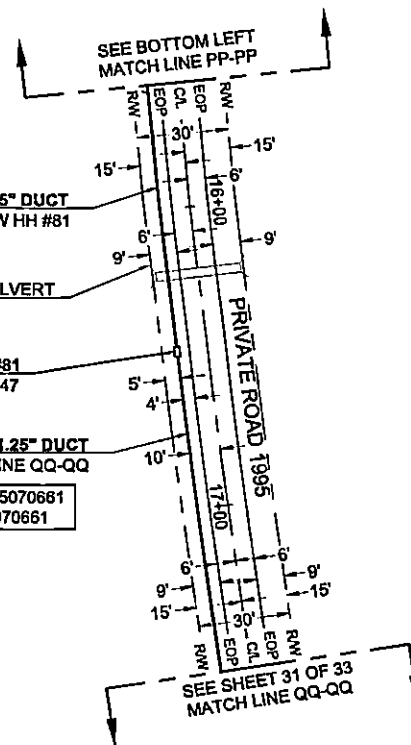 SEE BOTTOM LEFT
MATCH LINE PP-PP
R/W
EOP
C/L
EOP
R/W
30'
15'
15'
6'
16+00
5" DUCT
W HH #81
6'
9'
9'
LVERT
PRIVATE ROAD 1995
#81
47
5'
4'
1.25" DUCT
NE QQ-QQ
10'
17+00
5070661
070661
6'
6'
9'
9'
15'
15'
30'
R/W
EOP
C/L
EOP
R/W
SEE SHEET 31 OF 33
MATCH LINE QQ-QQ